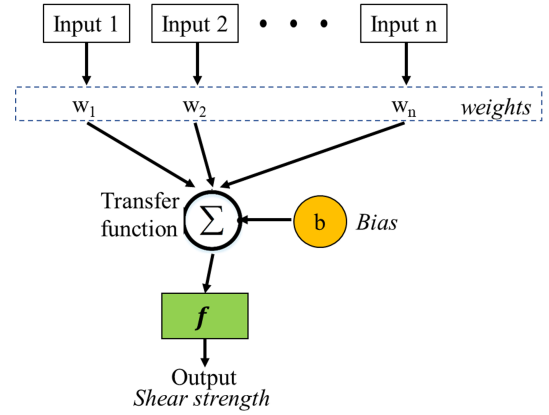 Input 1 Input 2 • • • Input n
w1 w2 wn weights
Transfer
function
Σ b Bias
f
Output
Shear strength